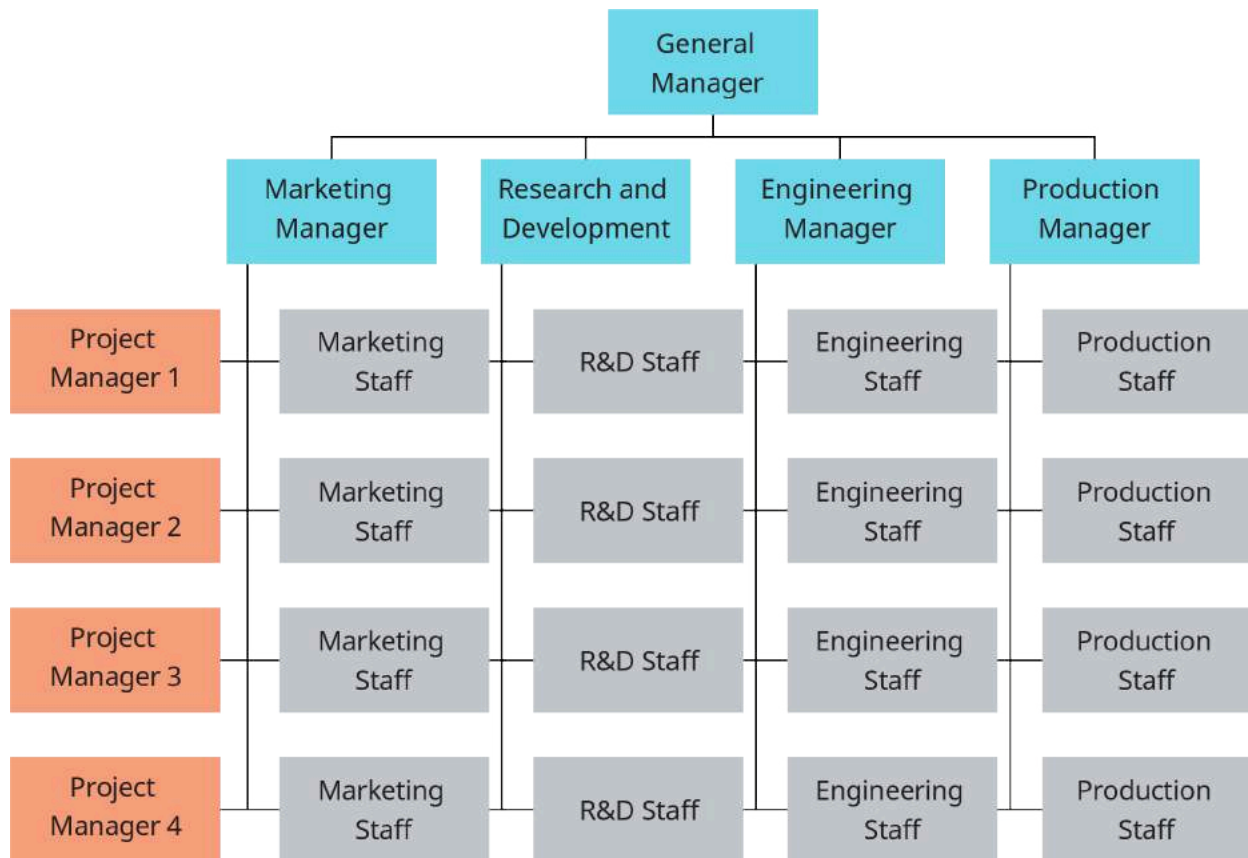 General
Manager
Marketing
Manager
Research and
Development
Engineering
Manager
Production
Manager
Project
Manager 1
Marketing
Staff
R&D Staff
Engineering
Staff
Production
Staff
Project
Manager 2
Marketing
Staff
R&D Staff
Engineering
Staff
Production
Staff
Project
Manager 3
Marketing
Staff
R&D Staff
Engineering
Staff
Production
Staff
Project
Manager 4
Marketing
Staff
R&D Staff
Engineering
Staff
Production
Staff